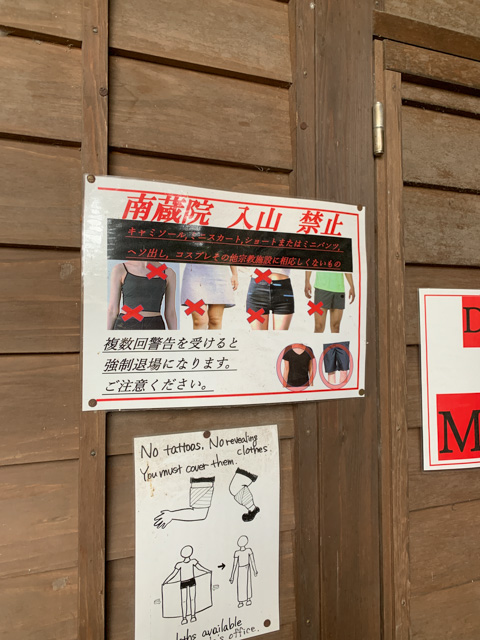 南蔵院 入山 禁止
キャミソール,ミニスカート,ショートまたはミニパンツ,
ヘソ出し, コスプレその他宗教施設に相応しくないもの
複数回警告を受けると
強制退場になります。
ご注意ください。
No tattoos. No revealing
clothes.
You must cover them.
available
office.
D
M